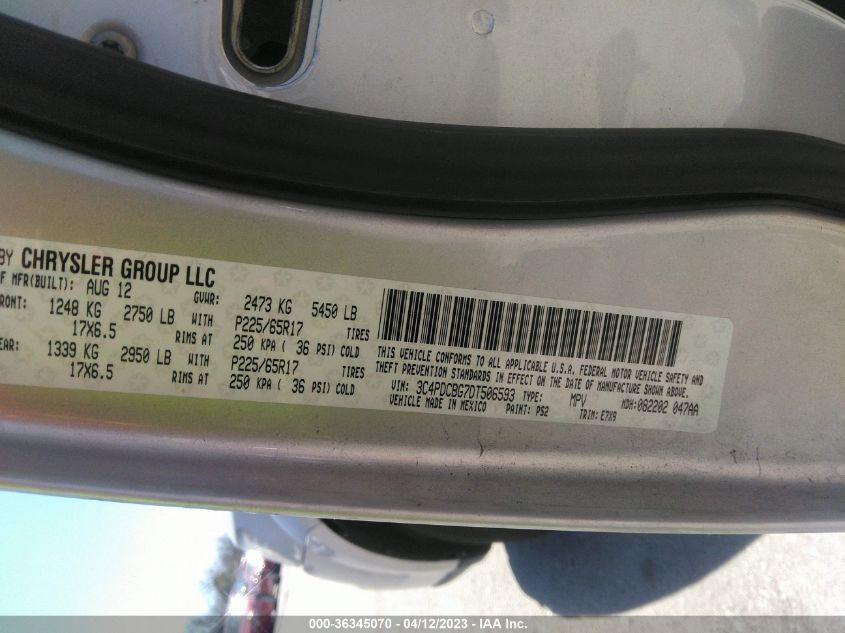 BY CHRYSLER GROUP LLC
F MFR(BUILT): AUG 12 GVWR: 2473 KG 5450 LB
FRONT: 1248 KG 2750 LB WITH P225/65R17 TIRES
17X6.5 RIMS AT 250 KPA ( 36 PSI) COLD
EAR: 1339 KG 2950 LB WITH P225/65R17 TIRES
17X6.5 RIMS AT 250 KPA ( 36 PSI) COLD
THIS VEHICLE CONFORMS TO ALL APPLICABLE U.S.A. FEDERAL MOTOR VEHICLE SAFETY AND
THEFT PREVENTION STANDARDS IN EFFECT ON THE DATE OF MANUFACTURE SHOWN ABOVE.
VIN: 3C4PDCBG7DT506593 TYPE: MPV MDH:082202 047AA
VEHICLE MADE IN MEXICO PAINT: PS2 TRIM: E7X9
000-36345070 - 04/12/2023 - IAA Inc.